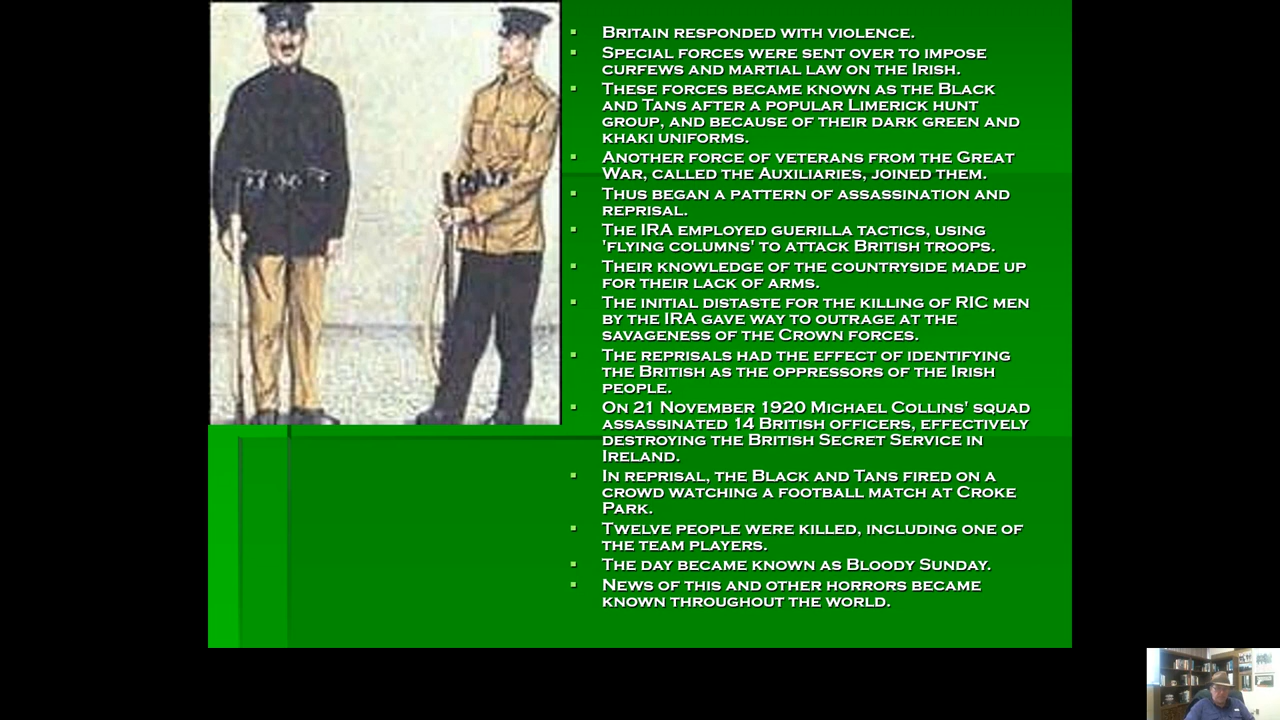 Britain responded with violence.
Special forces were sent over to impose
curfews and martial law on the Irish.
These forces became known as the Black
and Tans after a popular Limerick hunt
group, and because of their dark green and
khaki uniforms.
Another force of veterans from the Great
War, called the Auxiliaries, joined them.
Thus began a pattern of assassination and
reprisal.
The IRA employed guerilla tactics, using
'flying columns' to attack British troops.
Their knowledge of the countryside made up
for their lack of arms.
The initial distaste for the killing of RIC men
by the IRA gave way to outrage at the
savageness of the Crown forces.
The reprisals had the effect of identifying
the British as the oppressors of the Irish
people.
On 21 November 1920 Michael Collins' squad
assassinated 14 British officers, effectively
destroying the British Secret Service in
Ireland.
In reprisal, the Black and Tans fired on a
crowd watching a football match at Croke
Park.
Twelve people were killed, including one of
the team players.
The day became known as Bloody Sunday.
News of this and other horrors became
known throughout the world.